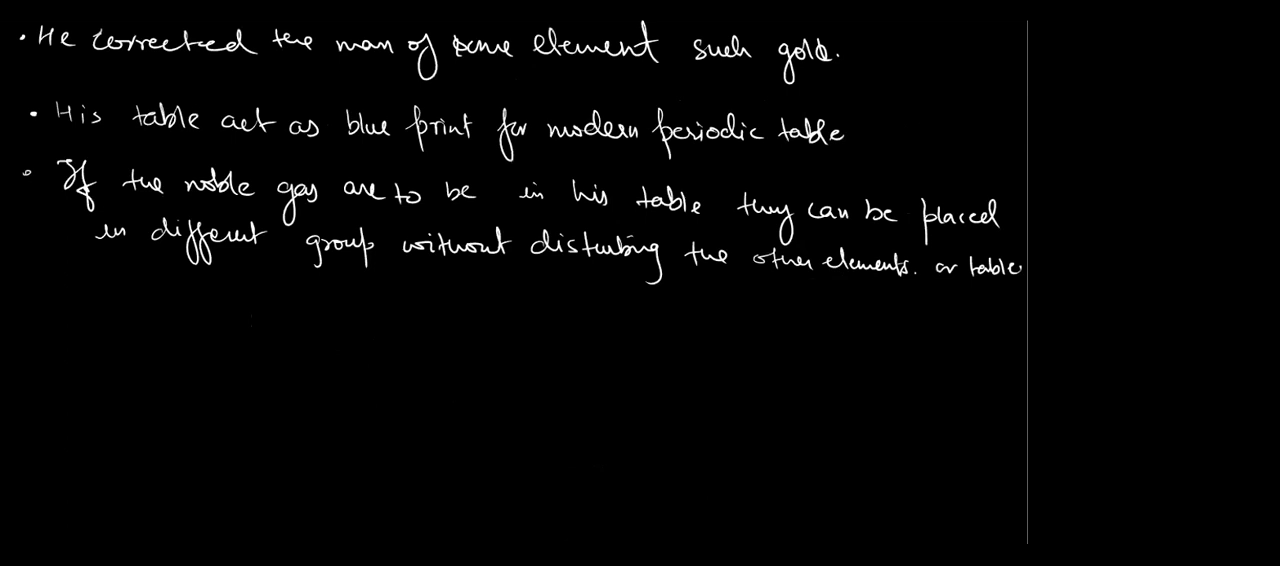 • He corrected the mass of some element such gold.
• His table act as blue print for modern periodic table
• If the noble gas are to be in his table they can be placed
in different group without disturbing the other elements. or table